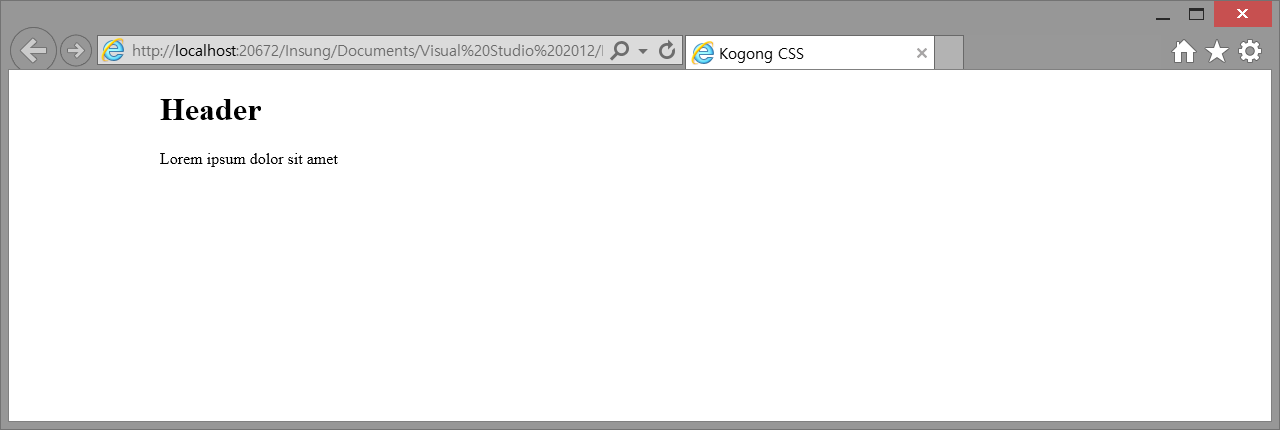 http://localhost:20672/Insung/Documents/Visual%20Studio%202012/
Kogong CSS
Header
Lorem ipsum dolor sit amet